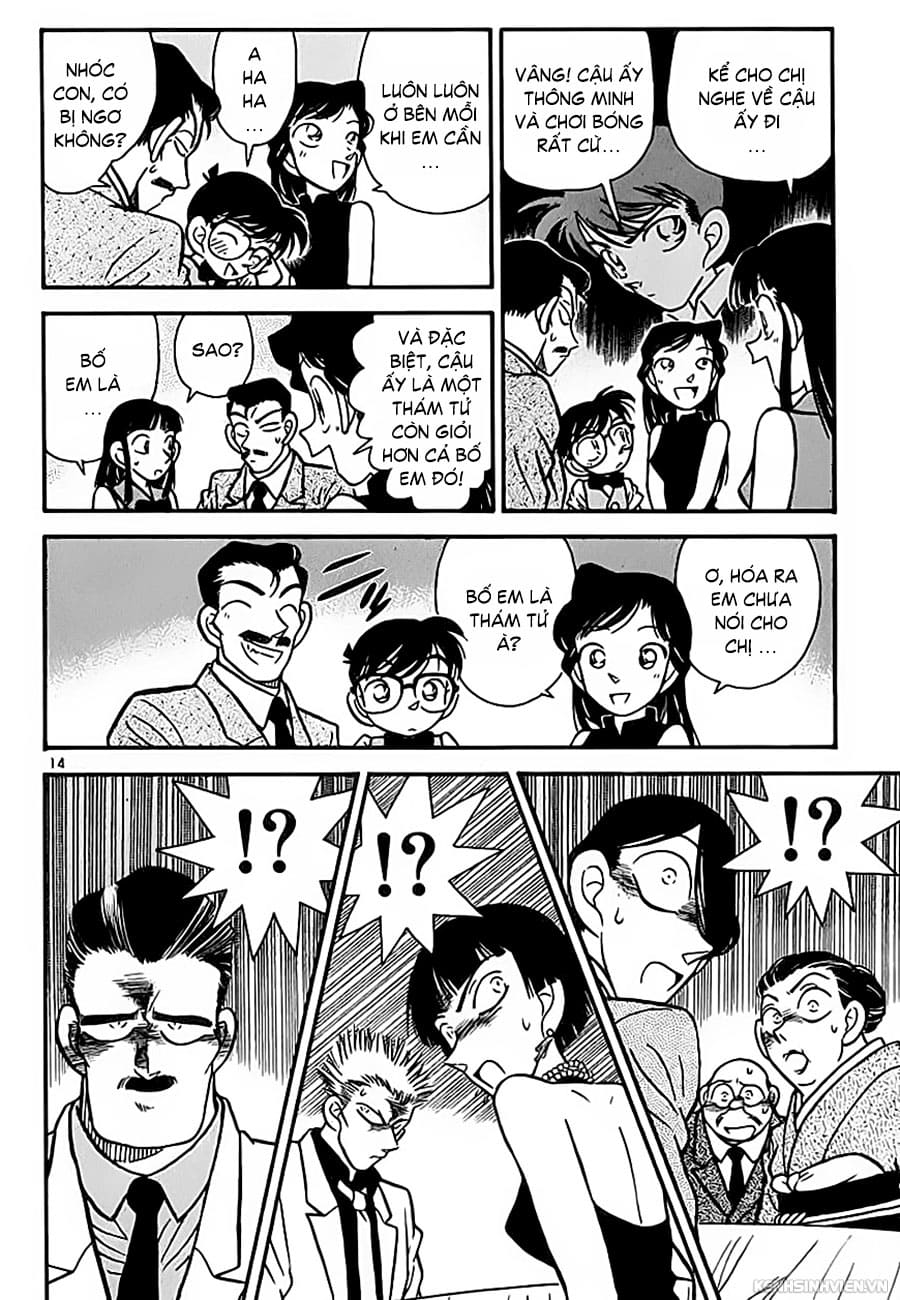 KỂ CHO CHỊ
NGHE VỀ CẬU
ẤY ĐI
...
VÂNG! CẬU ẤY
THÔNG MINH
VÀ CHƠI BÓNG
RẤT CỪ...
LUÔN LUÔN
Ở BÊN MỖI
KHI EM CẦN
...
A
HA
HA
...
NHÓC
CON, CÓ
BỊ NGƠ
KHÔNG?
VÀ ĐẶC
BIỆT, CẬU
ẤY LÀ MỘT
THÁM TỬ
CÒN GIỎI
HƠN CẢ BỐ
EM ĐÓ!
SAO?
BỐ
EM LÀ
...
Ơ, HÓA RA
EM CHƯA
NÓI CHO
CHỊ ...
BỐ EM LÀ
THÁM TỬ
À?
14
!?
!?
!?
KENHSINHVIEN.VN